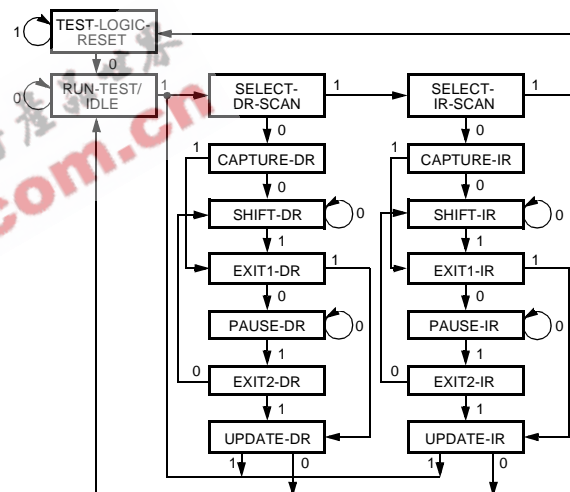 1
TEST-LOGIC-
RESET
0
0
RUN-TEST/
IDLE
1
SELECT-
DR-SCAN
1
SELECT-
IR-SCAN
1
0
0
1
CAPTURE-DR
1
CAPTURE-IR
0
0
SHIFT-DR
0
SHIFT-IR
0
1
1
EXIT1-DR
1
EXIT1-IR
1
0
0
PAUSE-DR
0
PAUSE-IR
0
1
1
0
EXIT2-DR
0
EXIT2-IR
1
1
UPDATE-DR
UPDATE-IR
1
0
1
0
com.cn